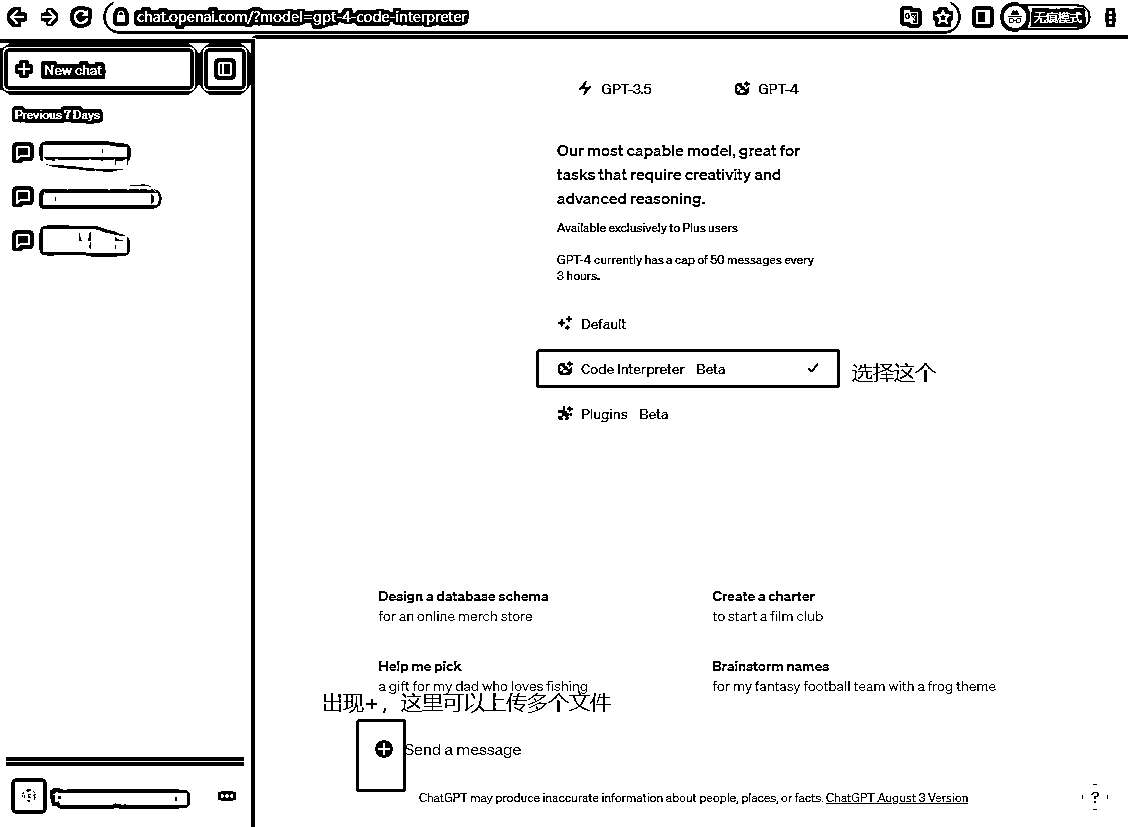 chat.openai.com/?model=gpt-4-code-interpreter
无痕模式
New chat
Previous 7 Days
GPT-3.5
GPT-4
Our most capable model, great for
tasks that require creativity and
advanced reasoning.
Available exclusively to Plus users
GPT-4 currently has a cap of 50 messages every
3 hours.
Default
Code Interpreter Beta
选择这个
Plugins Beta
Design a database schema
for an online merch store
Create a charter
to start a film club
Help me pick
a gift for my dad who loves fishing
Brainstorm names
for my fantasy football team with a frog theme
出现+，这里可以上传多个文件
Send a message
ChatGPT may produce inaccurate information about people, places, or facts. ChatGPT August 3 Version
?